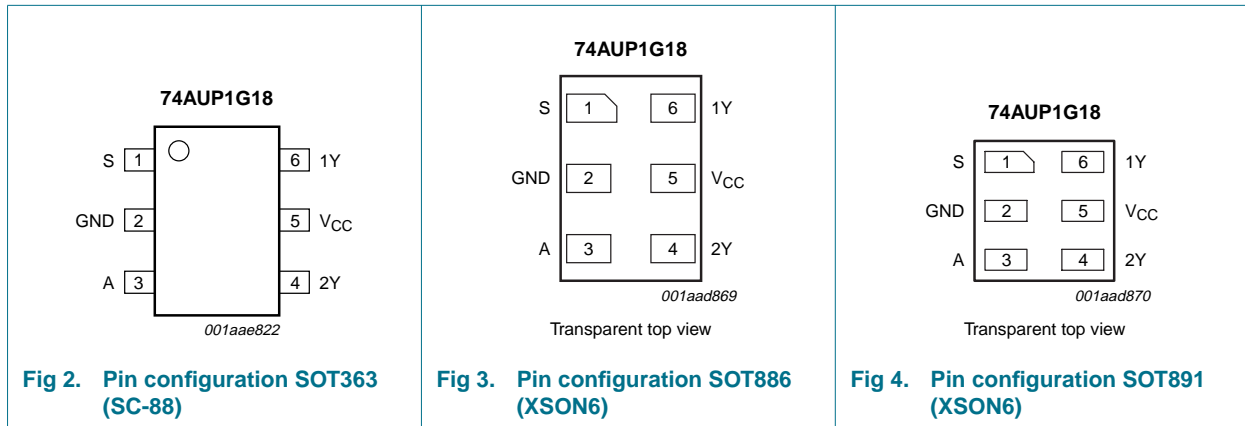 74AUP1G18
S 1 6 1Y
GND 2 5 VCC
A 3 4 2Y
001aae822
Fig 2. Pin configuration SOT363
(SC-88)
74AUP1G18
S 1 6 1Y
GND 2 5 VCC
A 3 4 2Y
001aad869
Transparent top view
Fig 3. Pin configuration SOT886
(XSON6)
74AUP1G18
S 1 6 1Y
GND 2 5 VCC
A 3 4 2Y
001aad870
Transparent top view
Fig 4. Pin configuration SOT891
(XSON6)